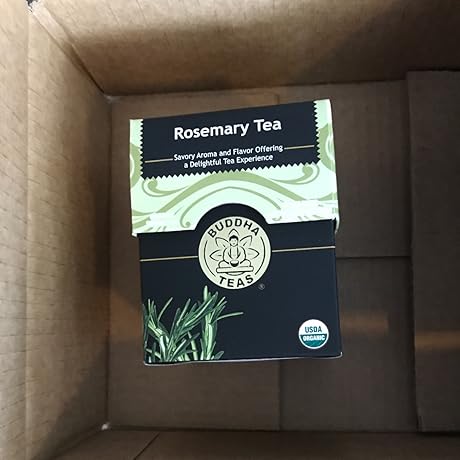 Rosemary Tea
Savory Aroma and Flavor Offering
a Delightful Tea Experience
BUDDHA
TEAS
®
USDA
ORGANIC